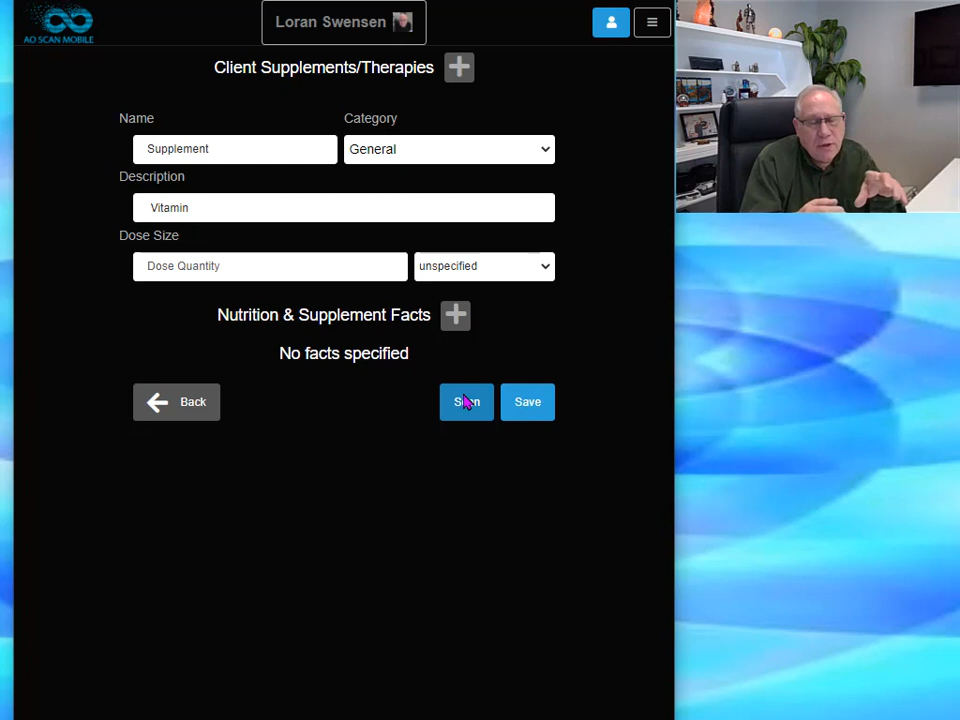 AO SCAN MOBILE
Loran Swensen
Client Supplements/Therapies
Name Category
Supplement General
Description
Vitamin
Dose Size
Dose Quantity unspecified
Nutrition & Supplement Facts
No facts specified
Back Scan Save